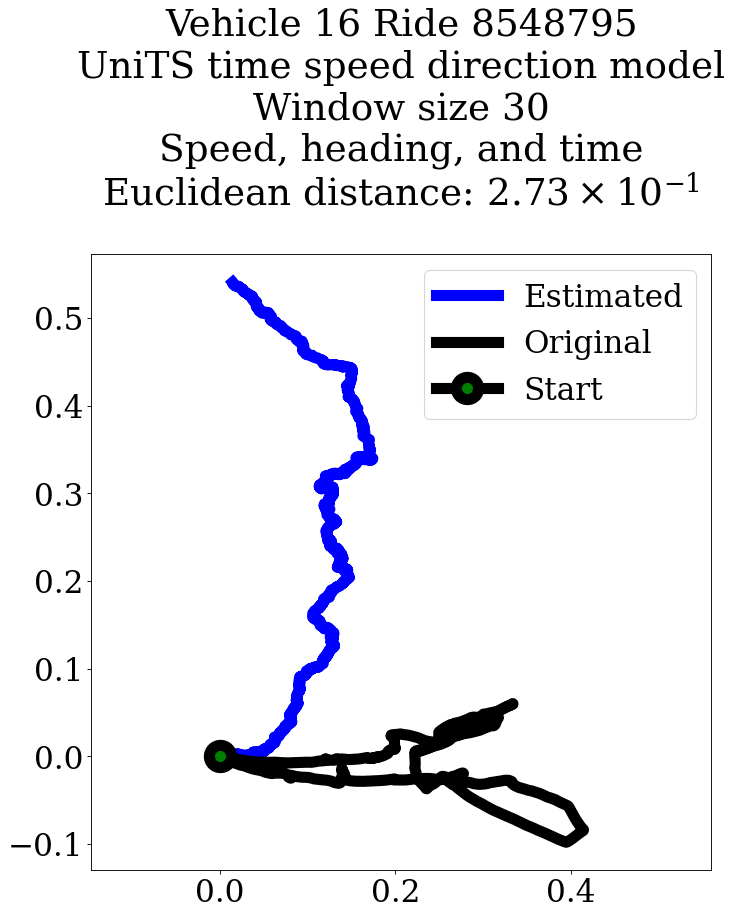 Vehicle 16 Ride 8548795
UniTS time speed direction model
Window size 30
Speed, heading, and time
Euclidean distance: 2.73 × 10⁻¹
Estimated
Original
Start
0.5
0.4
0.3
0.2
0.1
0.0
−0.1
0.0 0.2 0.4